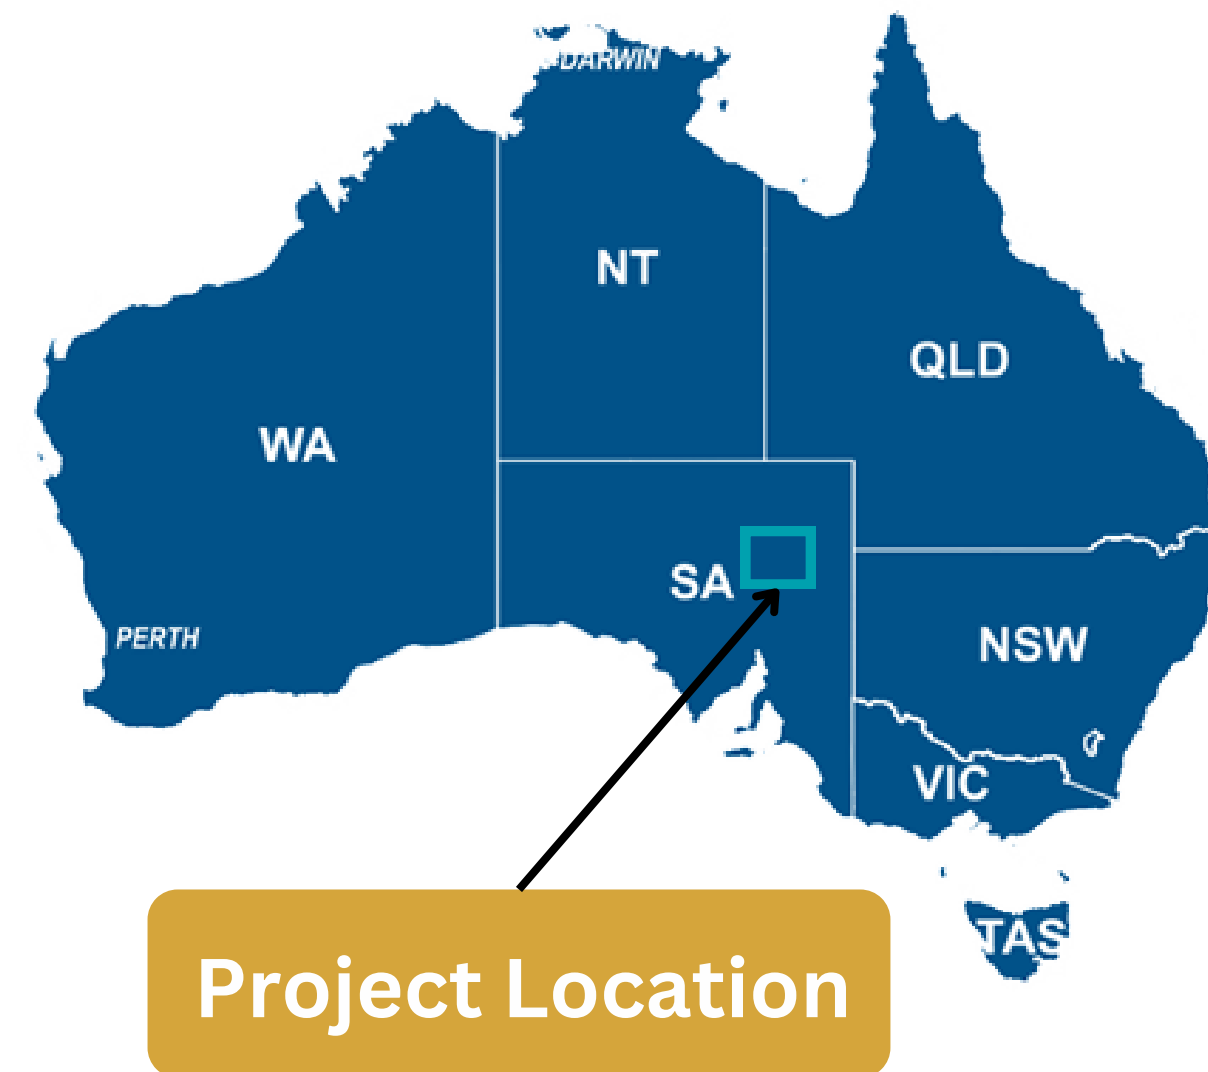 DARWIN
NT
QLD
WA
SA
PERTH
NSW
VIC
TAS
Project Location